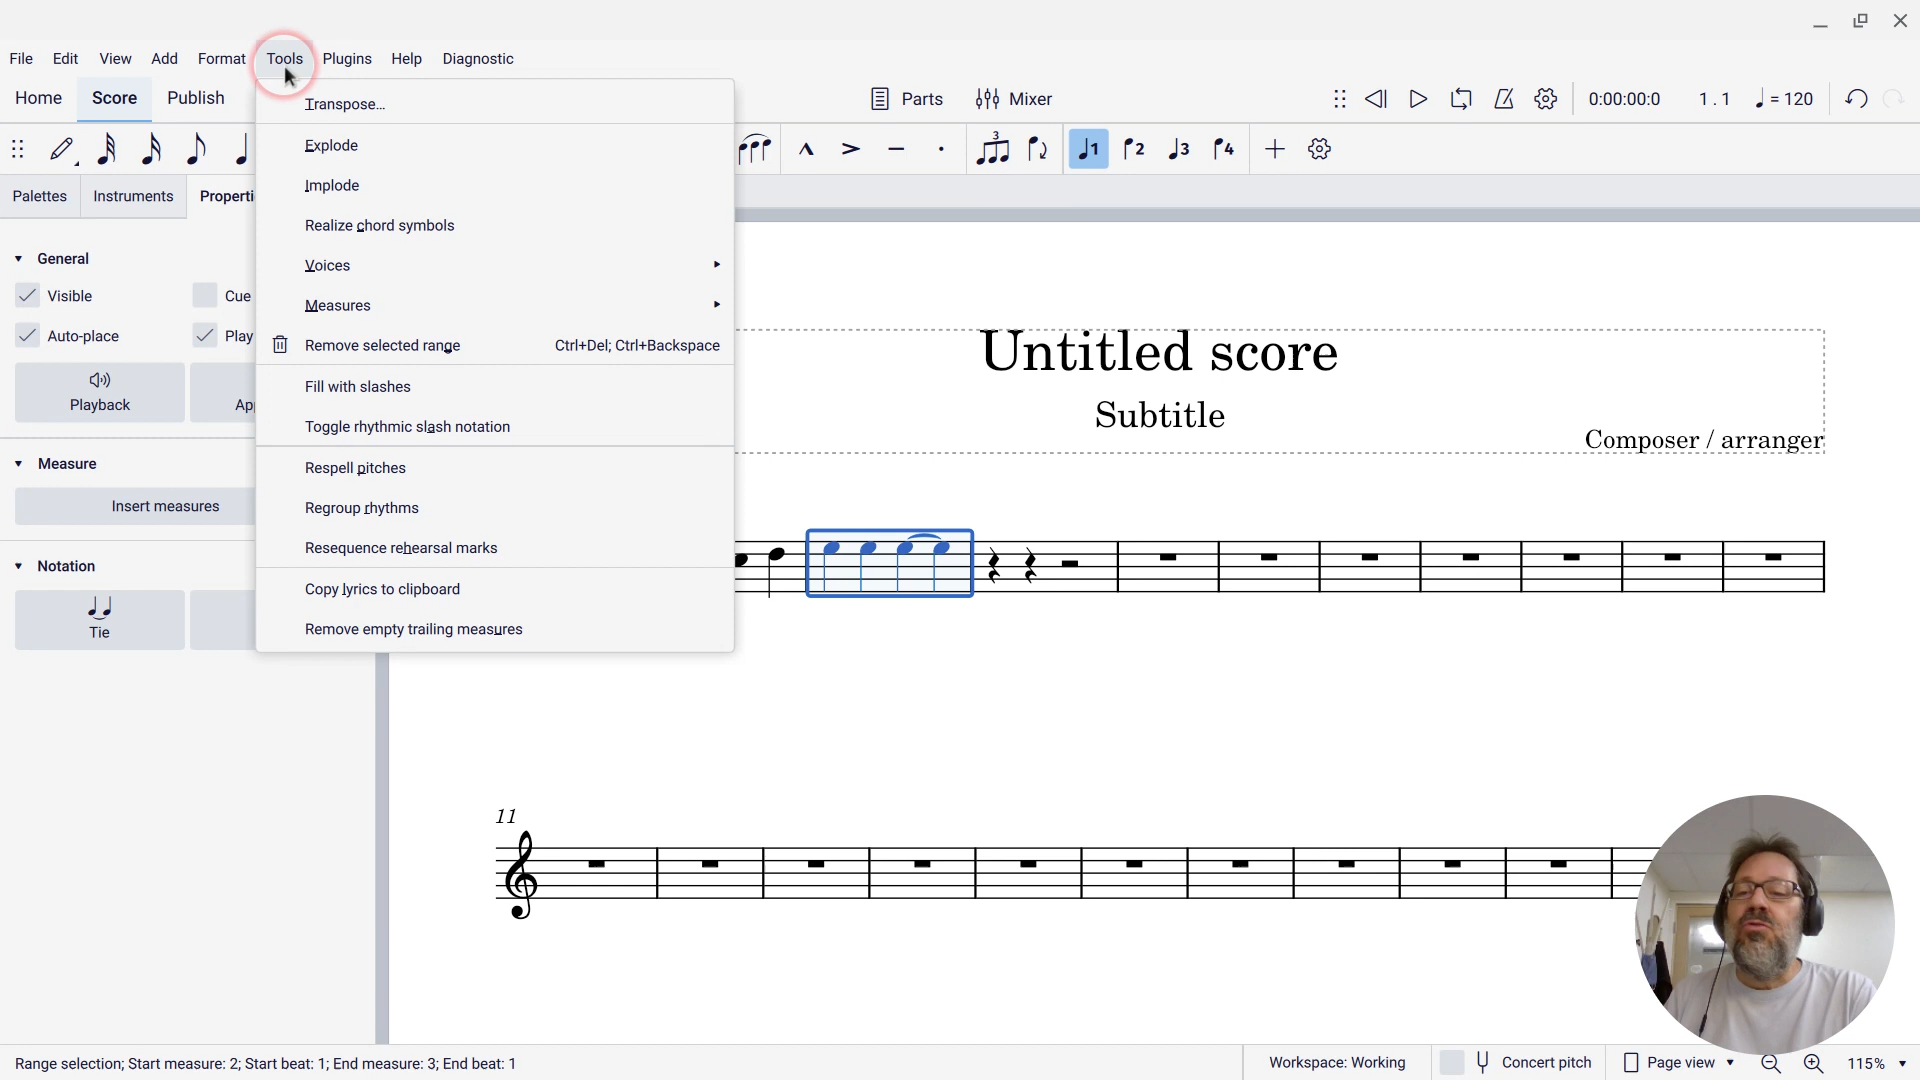 File Edit View Add Format Tools Plugins Help Diagnostic
Home Score Publish Parts Mixer 0:00:00:0 1 . 1 = 120
3 1 2 3 4
Palettes Instruments Properti
Transpose...
Explode
Implode
Realize chord symbols
Voices
Measures
Remove selected range Ctrl+Del; Ctrl+Backspace
Fill with slashes
Toggle rhythmic slash notation
Respell pitches
Regroup rhythms
Resequence rehearsal marks
Copy lyrics to clipboard
Remove empty trailing measures
General
Visible Cue
Auto-place Play
Playback Ap
Measure
Insert measures
Notation
Tie
Untitled score
Subtitle
Composer / arranger
11
Range selection; Start measure: 2; Start beat: 1; End measure: 3; End beat: 1 Workspace: Working Concert pitch Page view 115%